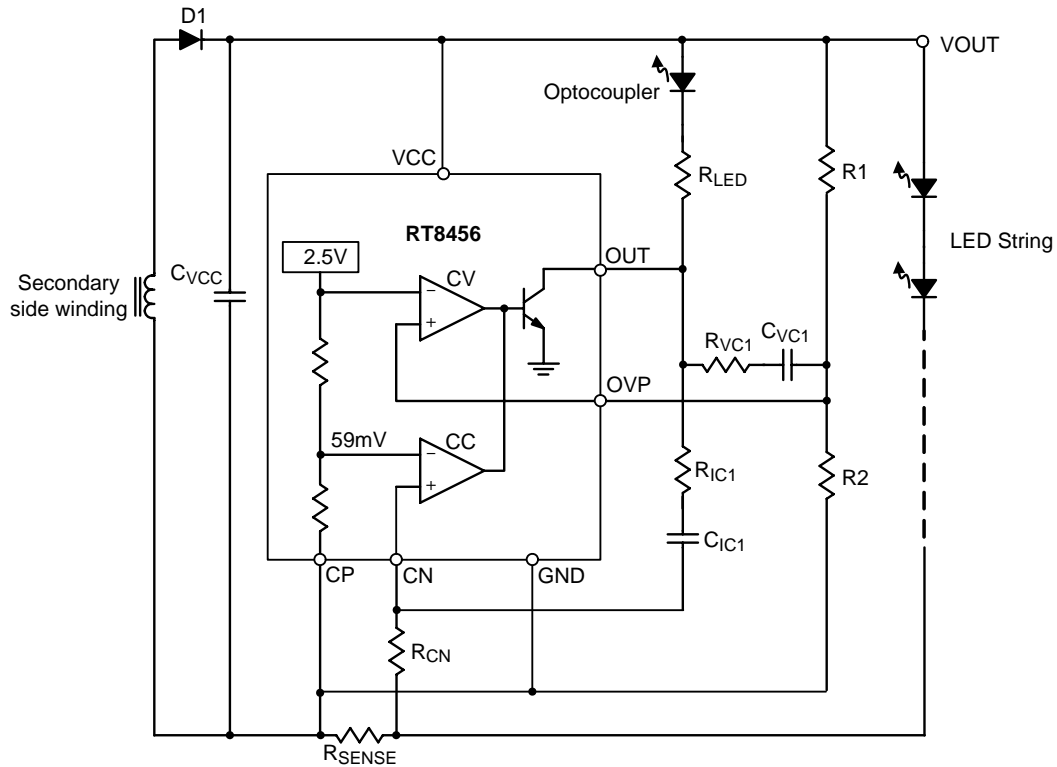 D1
VOUT
Optocoupler
VCC
RLED
R1
RT8456
LED String
2.5V
OUT
Secondary
side winding
CVCC
CV
−
+
RVC1
CVC1
OVP
59mV
CC
−
+
RIC1
R2
CIC1
CP
CN
GND
RCN
RSENSE